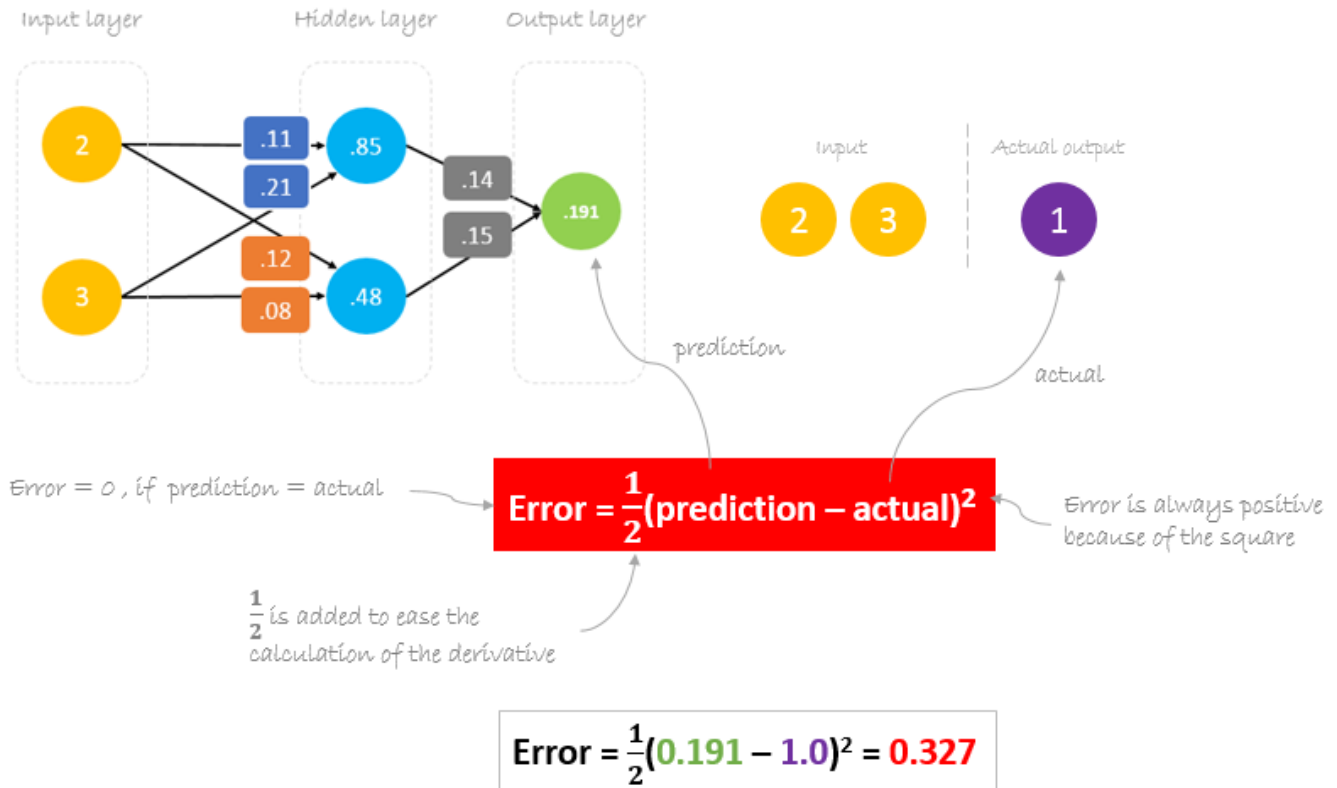 Input layer
Hidden layer
Output layer
2
.11
.85
.21
.14
.191
.15
3
.12
.48
.08
Input
Actual output
2
3
1
prediction
actual
Error = 0 , if prediction = actual
Error = 1/2(prediction – actual)²
Error is always positive
because of the square
1/2 is added to ease the
calculation of the derivative
Error = 1/2(0.191 – 1.0)² = 0.327